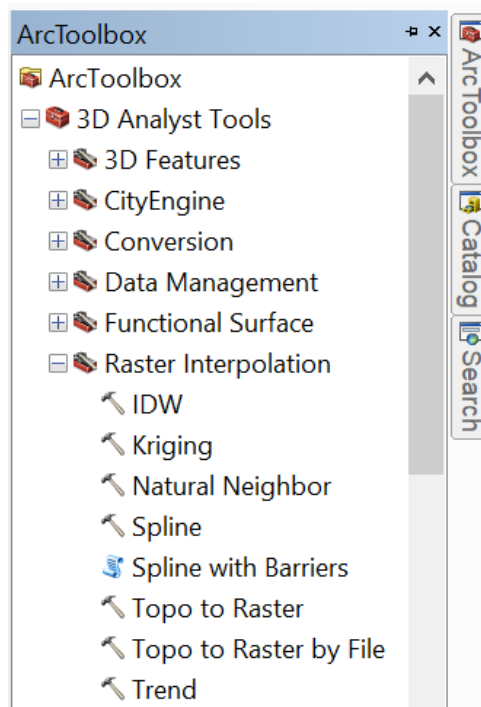 ArcToolbox
ArcToolbox
3D Analyst Tools
3D Features
CityEngine
Conversion
Data Management
Functional Surface
Raster Interpolation
IDW
Kriging
Natural Neighbor
Spline
Spline with Barriers
Topo to Raster
Topo to Raster by File
Trend
ArcToolbox
Catalog
Search